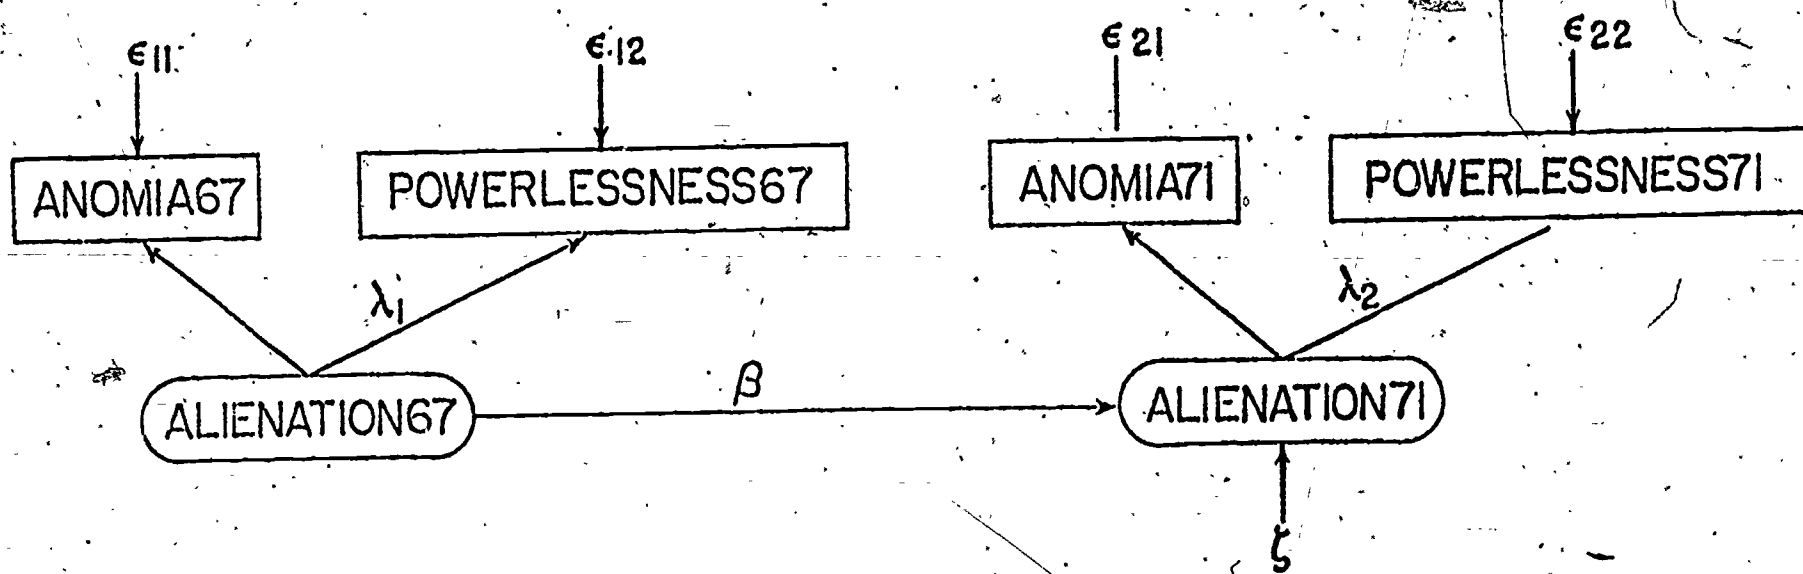 ϵ11 ϵ12 ϵ21 ϵ22
ANOMIA67 POWERLESSNESS67 ANOMIA71 POWERLESSNESS71
λ1 λ2
β
ALIENATION67 ALIENATION71
ζ